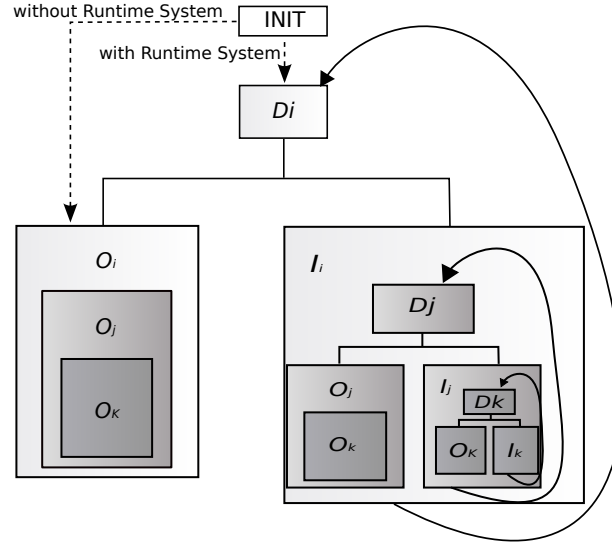 without Runtime System
INIT
with Runtime System
Di
Oi
Oj
OK
Ii
Dj
Oj
Ok
Ij
Dk
OK
Ik